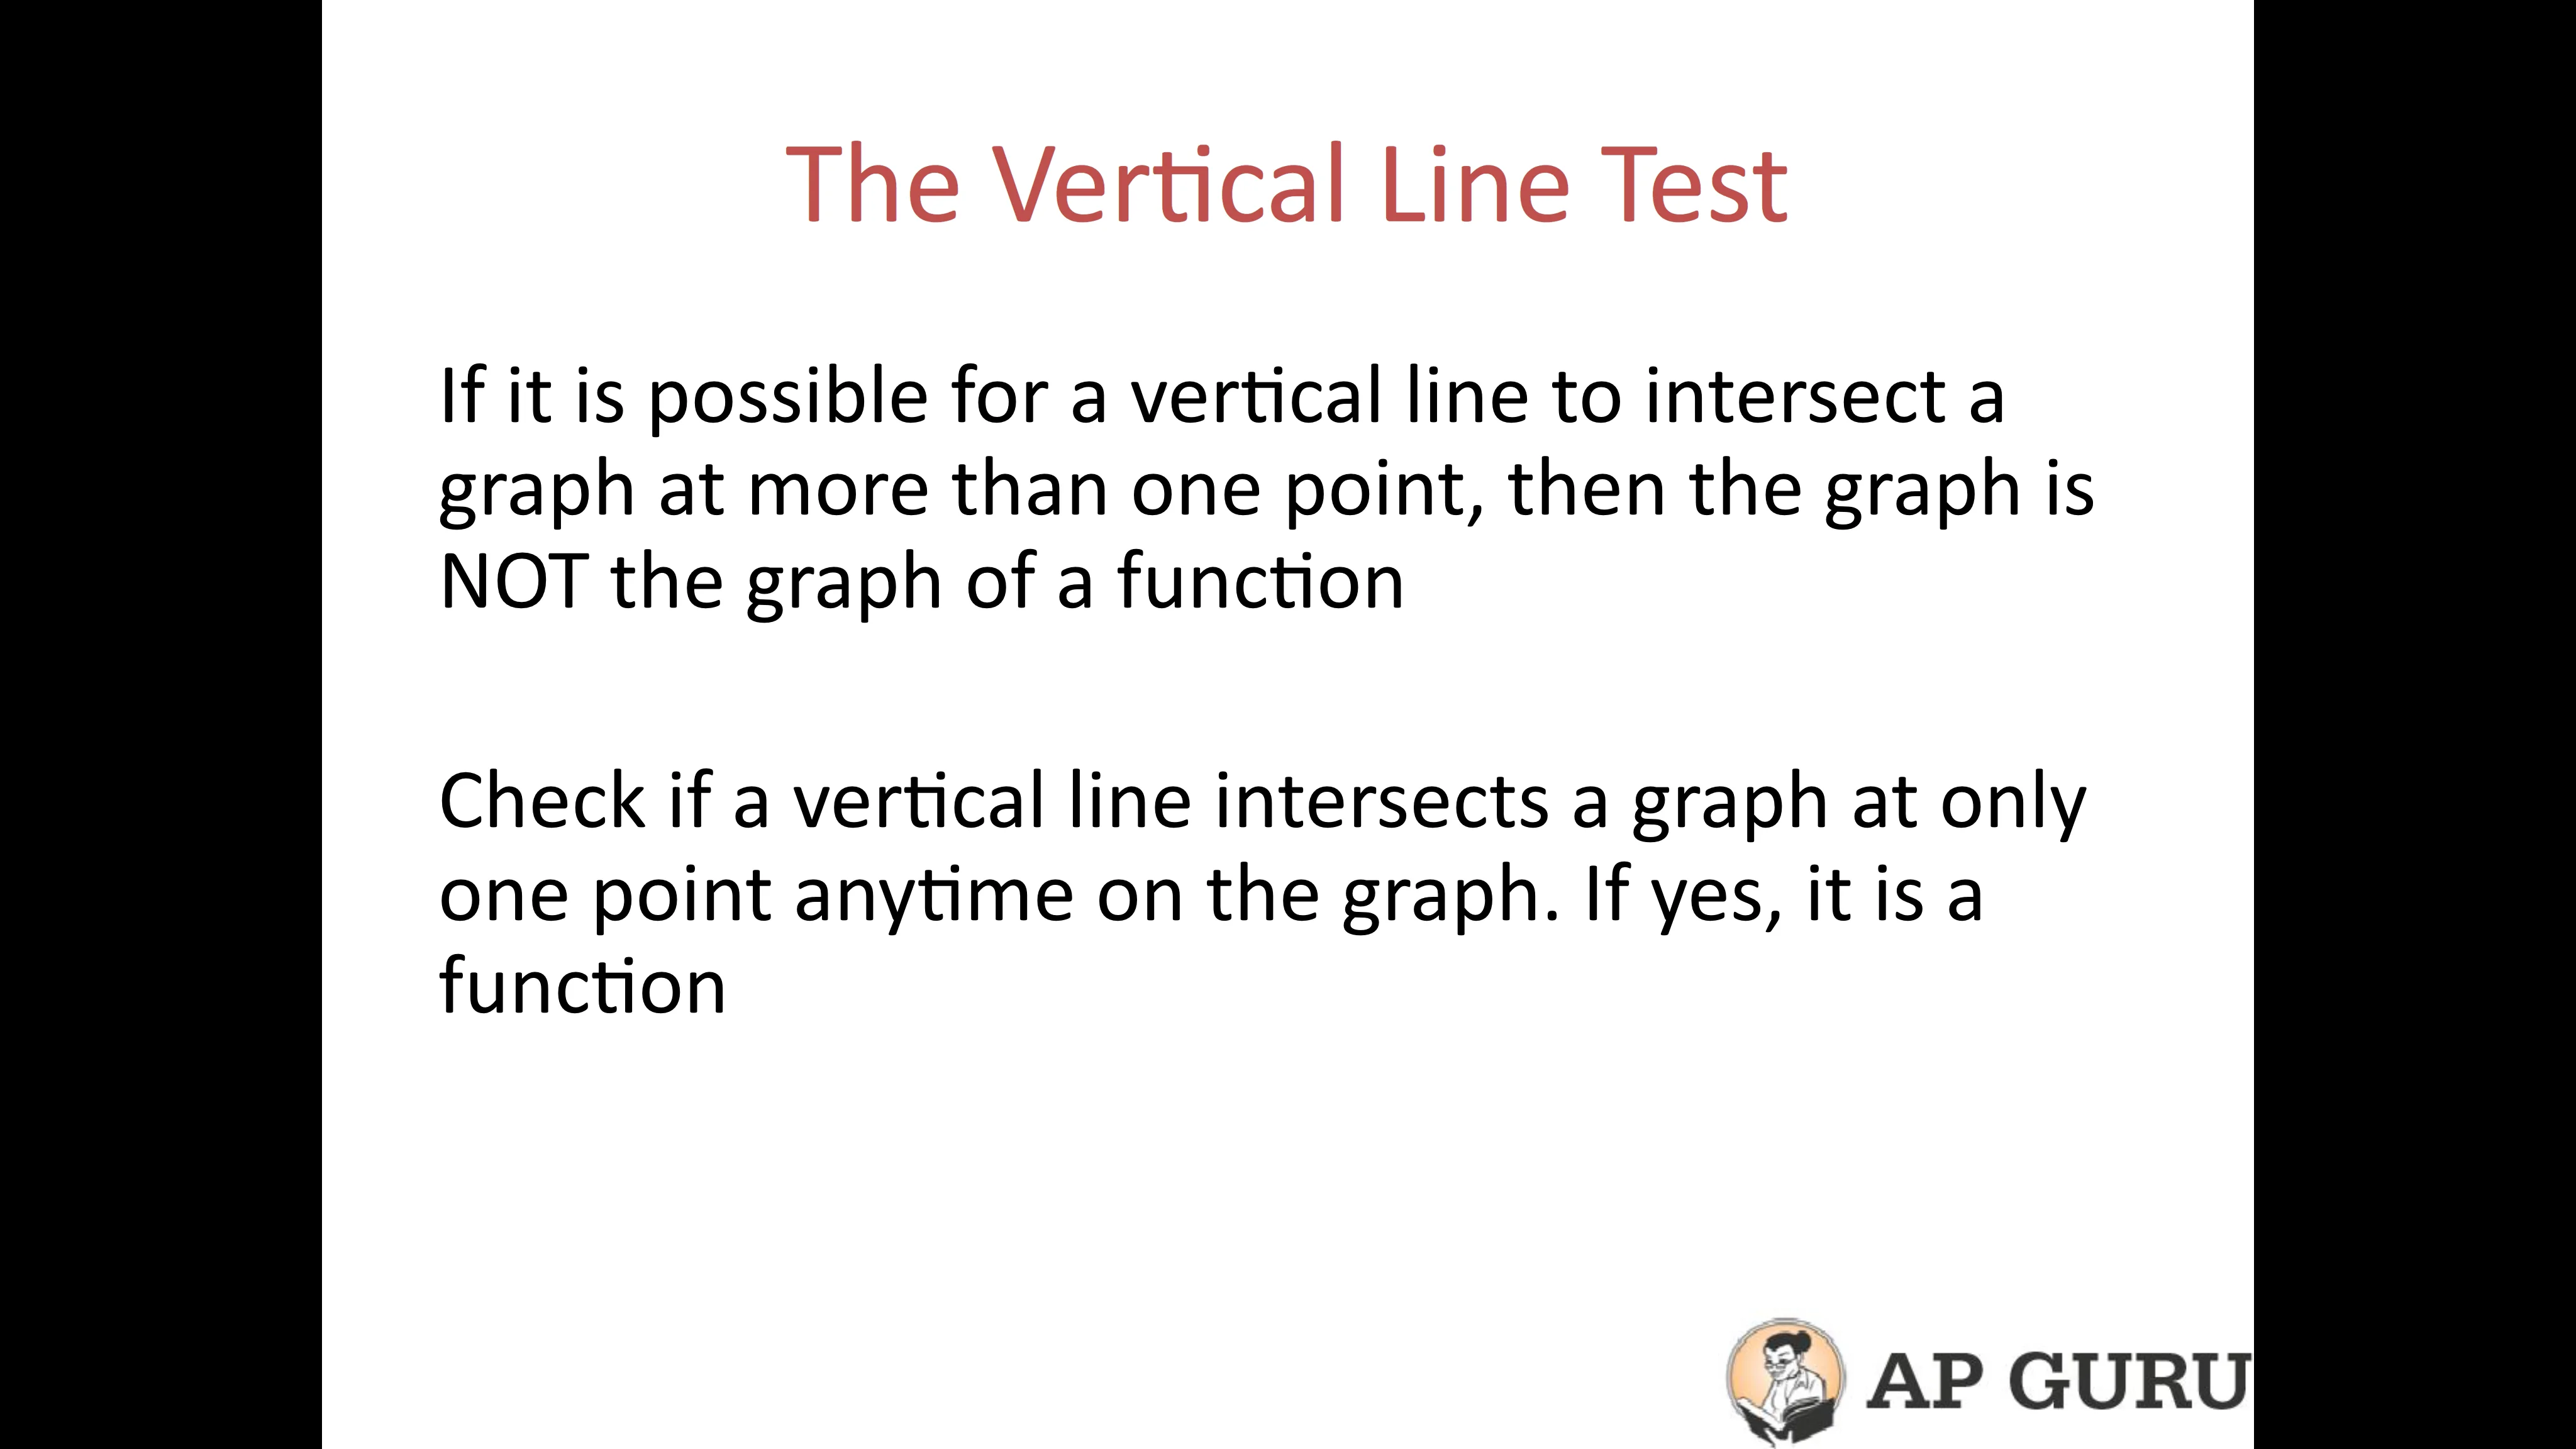 The Vertical Line Test
If it is possible for a vertical line to intersect a
graph at more than one point, then the graph is
NOT the graph of a function
Check if a vertical line intersects a graph at only
one point anytime on the graph. If yes, it is a
function
AP GURU